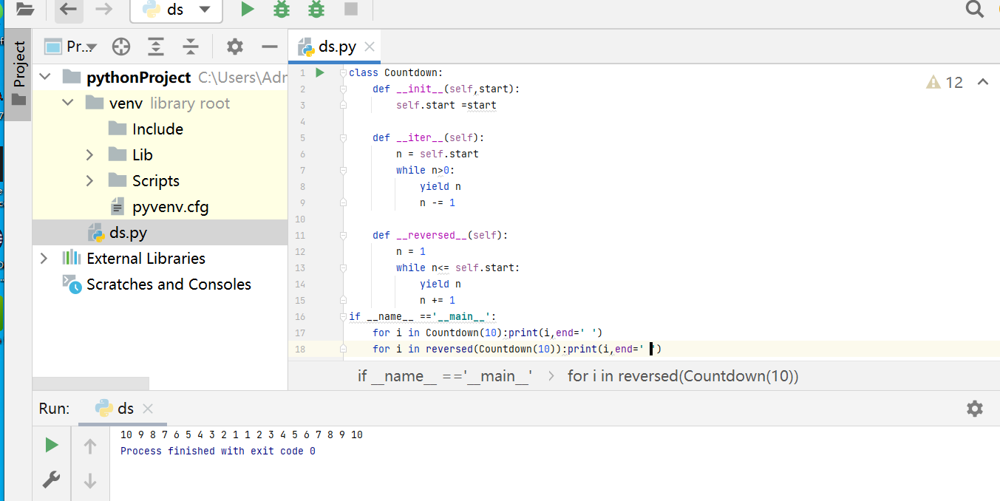 ds
Project
Pr...
ds.py
pythonProject C:\Users\Adr
venv library root
Include
Lib
Scripts
pyvenv.cfg
ds.py
External Libraries
Scratches and Consoles
12
1 class Countdown:
2 def __init__(self,start):
3 self.start =start
4
5 def __iter__(self):
6 n = self.start
7 while n>0:
8 yield n
9 n -= 1
10
11 def __reversed__(self):
12 n = 1
13 while n<= self.start:
14 yield n
15 n += 1
16 if __name__ =='__main__':
17 for i in Countdown(10):print(i,end=' ')
18 for i in reversed(Countdown(10)):print(i,end=' ')
if __name__ =='__main__' for i in reversed(Countdown(10))
Run: ds
10 9 8 7 6 5 4 3 2 1 1 2 3 4 5 6 7 8 9 10
Process finished with exit code 0